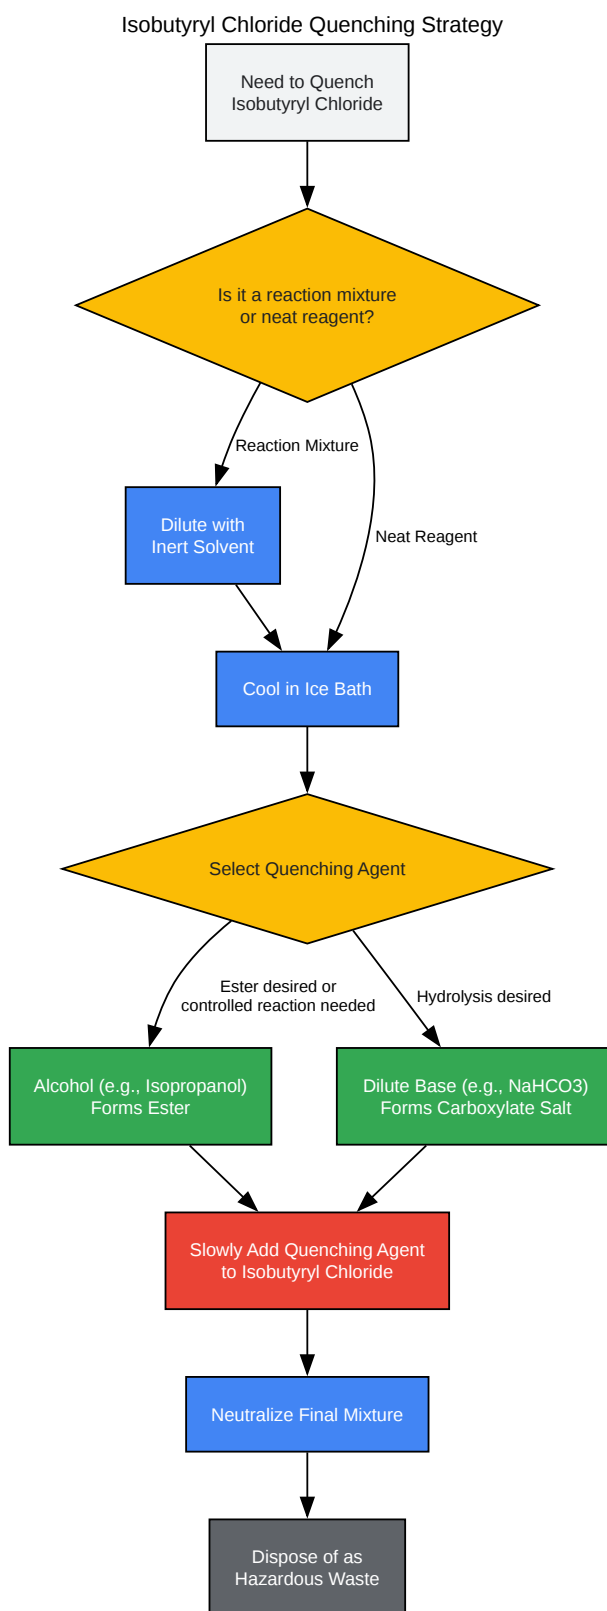 Isobutyryl Chloride Quenching Strategy
Need to Quench
Isobutyryl Chloride
Is it a reaction mixture
or neat reagent?
Reaction Mixture
Dilute with
Inert Solvent
Neat Reagent
Cool in Ice Bath
Select Quenching Agent
Ester desired or
controlled reaction needed
Hydrolysis desired
Alcohol (e.g., Isopropanol)
Forms Ester
Dilute Base (e.g., NaHCO3)
Forms Carboxylate Salt
Slowly Add Quenching Agent
to Isobutyryl Chloride
Neutralize Final Mixture
Dispose of as
Hazardous Waste